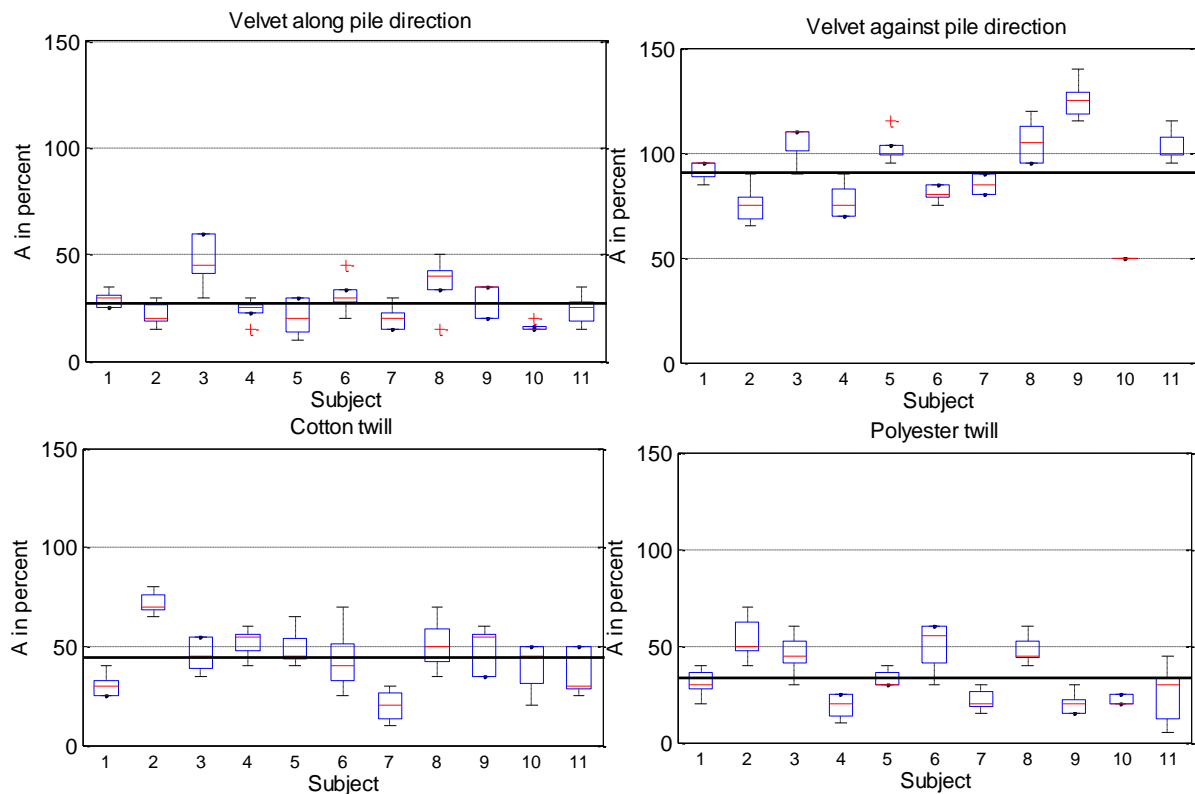 Velvet along pile direction
150
100
50
0
A in percent
1 2 3 4 5 6 7 8 9 10 11
Subject
Velvet against pile direction
150
100
50
0
A in percent
1 2 3 4 5 6 7 8 9 10 11
Subject
Cotton twill
150
100
50
0
A in percent
1 2 3 4 5 6 7 8 9 10 11
Subject
Polyester twill
150
100
50
0
A in percent
1 2 3 4 5 6 7 8 9 10 11
Subject